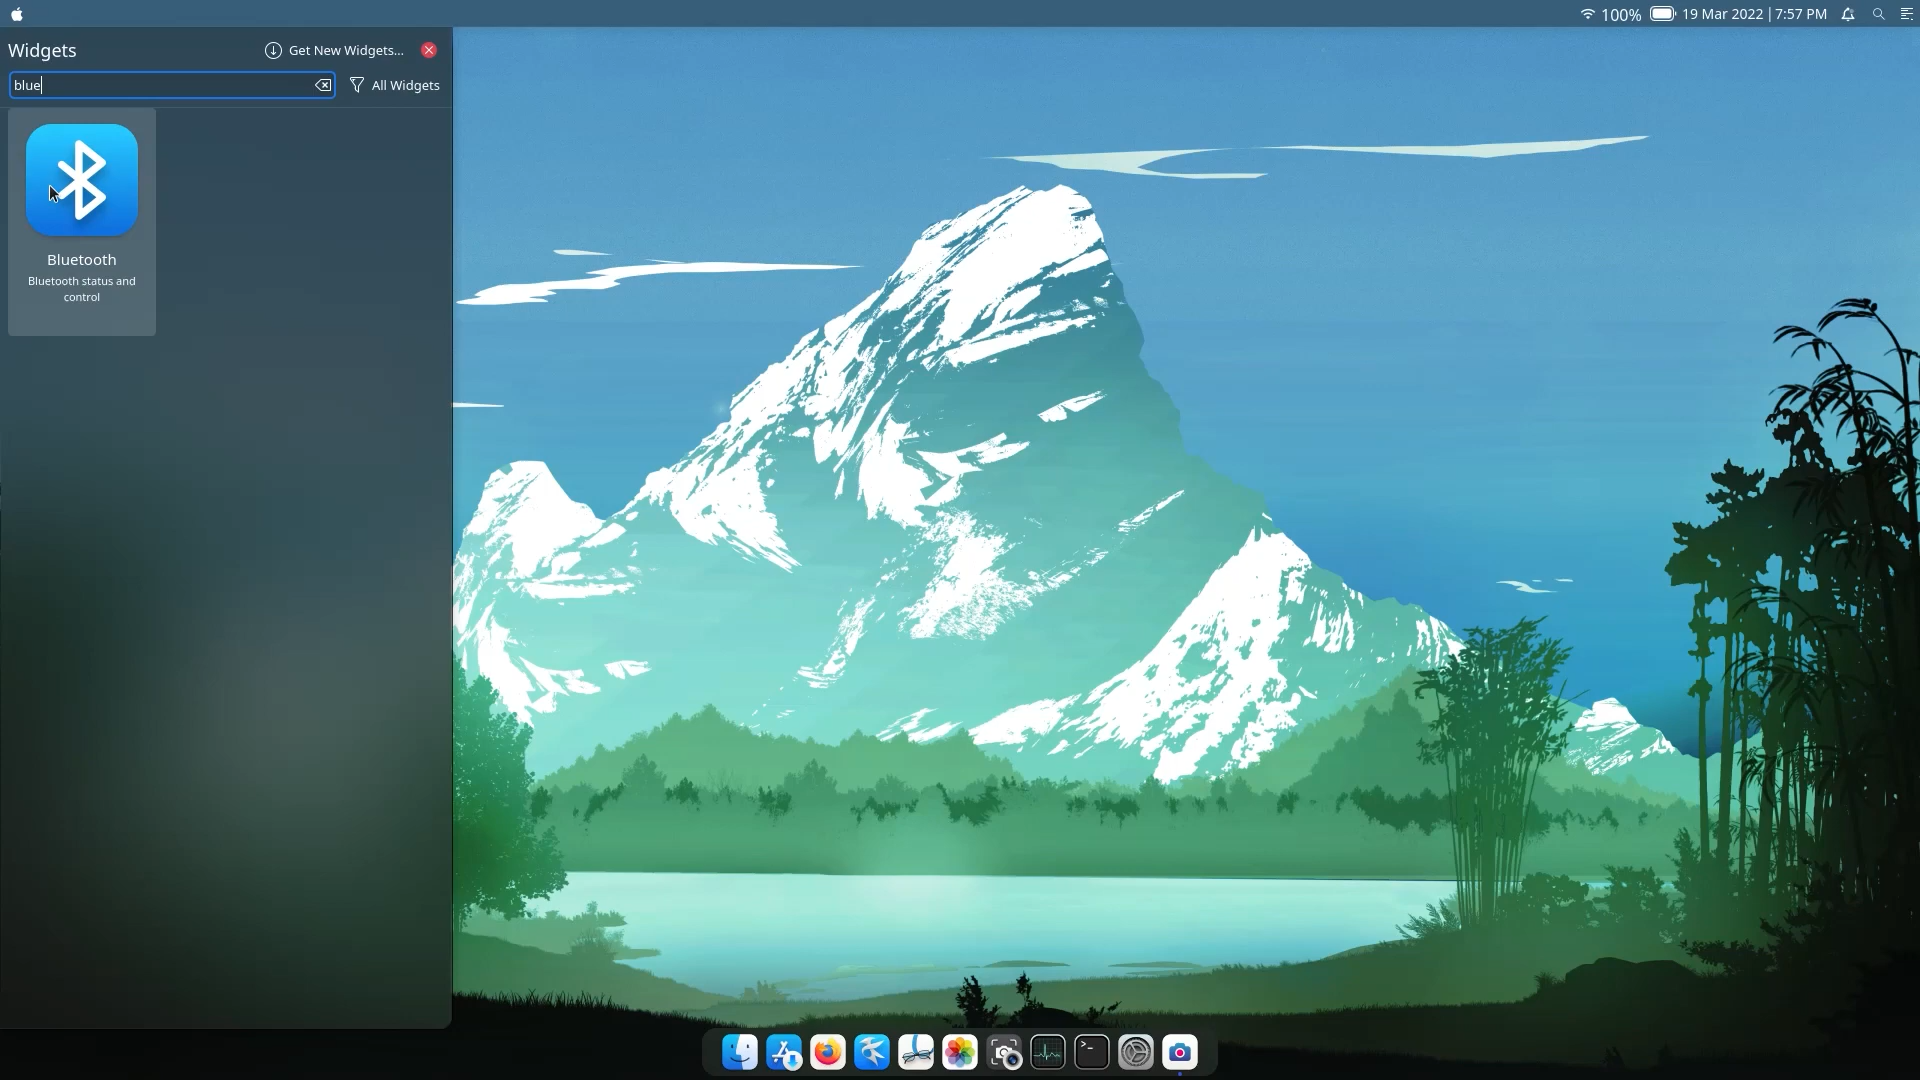 100% 19 Mar 2022 | 7:57 PM
Widgets Get New Widgets...
blue All Widgets
Bluetooth
Bluetooth status and
control
>_